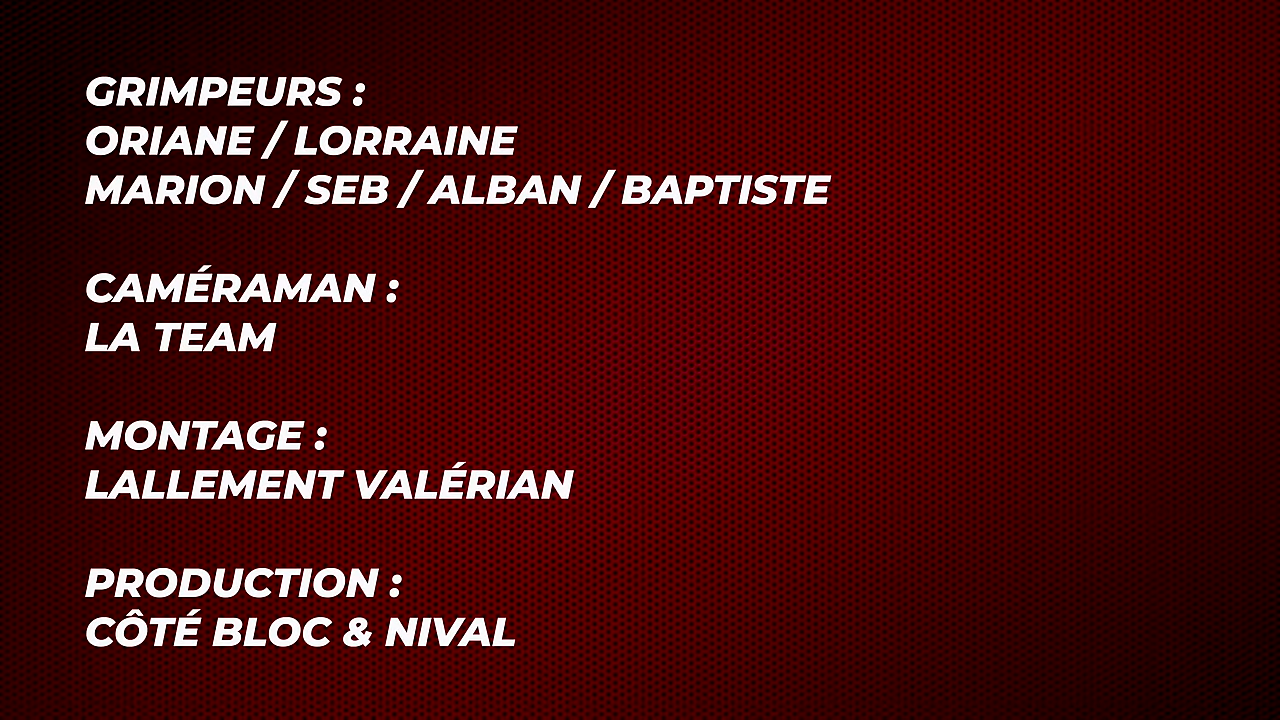 GRIMPEURS :
ORIANE / LORRAINE
MARION / SEB / ALBAN / BAPTISTE
CAMÉRAMAN :
LA TEAM
MONTAGE :
LALLEMENT VALÉRIAN
PRODUCTION :
CÔTÉ BLOC & NIVAL